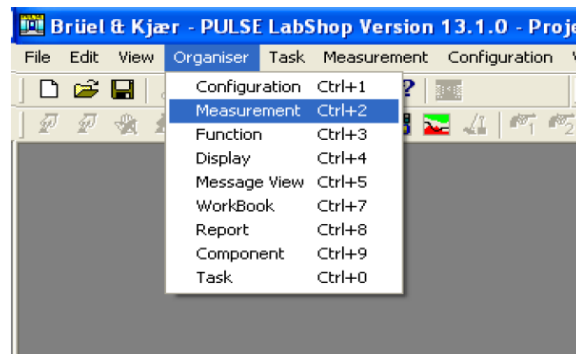 Brüel & Kjær - PULSE LabShop Version 13.1.0 - Proje
File Edit View Organiser Task Measurement Configuration
Configuration Ctrl+1
Measurement Ctrl+2
Function Ctrl+3
Display Ctrl+4
Message View Ctrl+5
WorkBook Ctrl+7
Report Ctrl+8
Component Ctrl+9
Task Ctrl+0